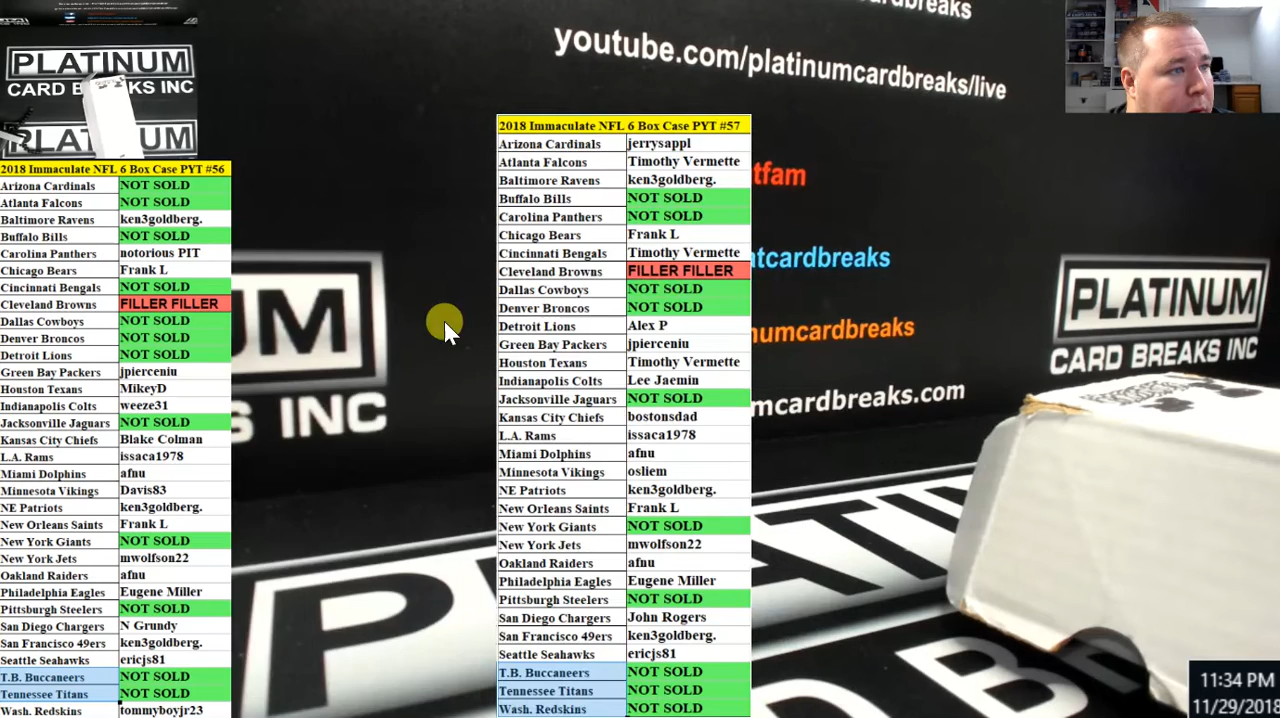 PLATINUM
CARD BREAKS INC
PLATINUM
2018 Immaculate NFL 6 Box Case PYT #56
Arizona Cardinals NOT SOLD
Atlanta Falcons NOT SOLD
Baltimore Ravens ken3goldberg.
Buffalo Bills NOT SOLD
Carolina Panthers notorious PIT
Chicago Bears Frank L
Cincinnati Bengals NOT SOLD
Cleveland Browns FILLER FILLER
Dallas Cowboys NOT SOLD
Denver Broncos NOT SOLD
Detroit Lions NOT SOLD
Green Bay Packers jpierceniu
Houston Texans MikeyD
Indianapolis Colts weeze31
Jacksonville Jaguars NOT SOLD
Kansas City Chiefs Blake Colman
L.A. Rams issaca1978
Miami Dolphins afnu
Minnesota Vikings Davis83
NE Patriots ken3goldberg.
New Orleans Saints Frank L
New York Giants NOT SOLD
New York Jets mwolfson22
Oakland Raiders afnu
Philadelphia Eagles Eugene Miller
Pittsburgh Steelers NOT SOLD
San Diego Chargers N Grundy
San Francisco 49ers ken3goldberg.
Seattle Seahawks ericjs81
T.B. Buccaneers NOT SOLD
Tennessee Titans NOT SOLD
Wash. Redskins tommyboyjr23
2018 Immaculate NFL 6 Box Case PYT #57
Arizona Cardinals jerrysappl
Atlanta Falcons Timothy Vermette
Baltimore Ravens ken3goldberg.
Buffalo Bills NOT SOLD
Carolina Panthers NOT SOLD
Chicago Bears Frank L
Cincinnati Bengals Timothy Vermette
Cleveland Browns FILLER FILLER
Dallas Cowboys NOT SOLD
Denver Broncos NOT SOLD
Detroit Lions Alex P
Green Bay Packers jpierceniu
Houston Texans Timothy Vermette
Indianapolis Colts Lee Jaemin
Jacksonville Jaguars NOT SOLD
Kansas City Chiefs bostonsdad
L.A. Rams issaca1978
Miami Dolphins afnu
Minnesota Vikings osliem
NE Patriots ken3goldberg.
New Orleans Saints Frank L
New York Giants NOT SOLD
New York Jets mwolfson22
Oakland Raiders afnu
Philadelphia Eagles Eugene Miller
Pittsburgh Steelers NOT SOLD
San Diego Chargers John Rogers
San Francisco 49ers ken3goldberg.
Seattle Seahawks ericjs81
T.B. Buccaneers NOT SOLD
Tennessee Titans NOT SOLD
Wash. Redskins NOT SOLD
cardbreaks
youtube.com/platinumcardbreaks/live
tfam
tcardbreaks
numcardbreaks
mcardbreaks.com
UM
S INC
PLATINUM
CARD BREAKS INC
11:34 PM
11/29/2018